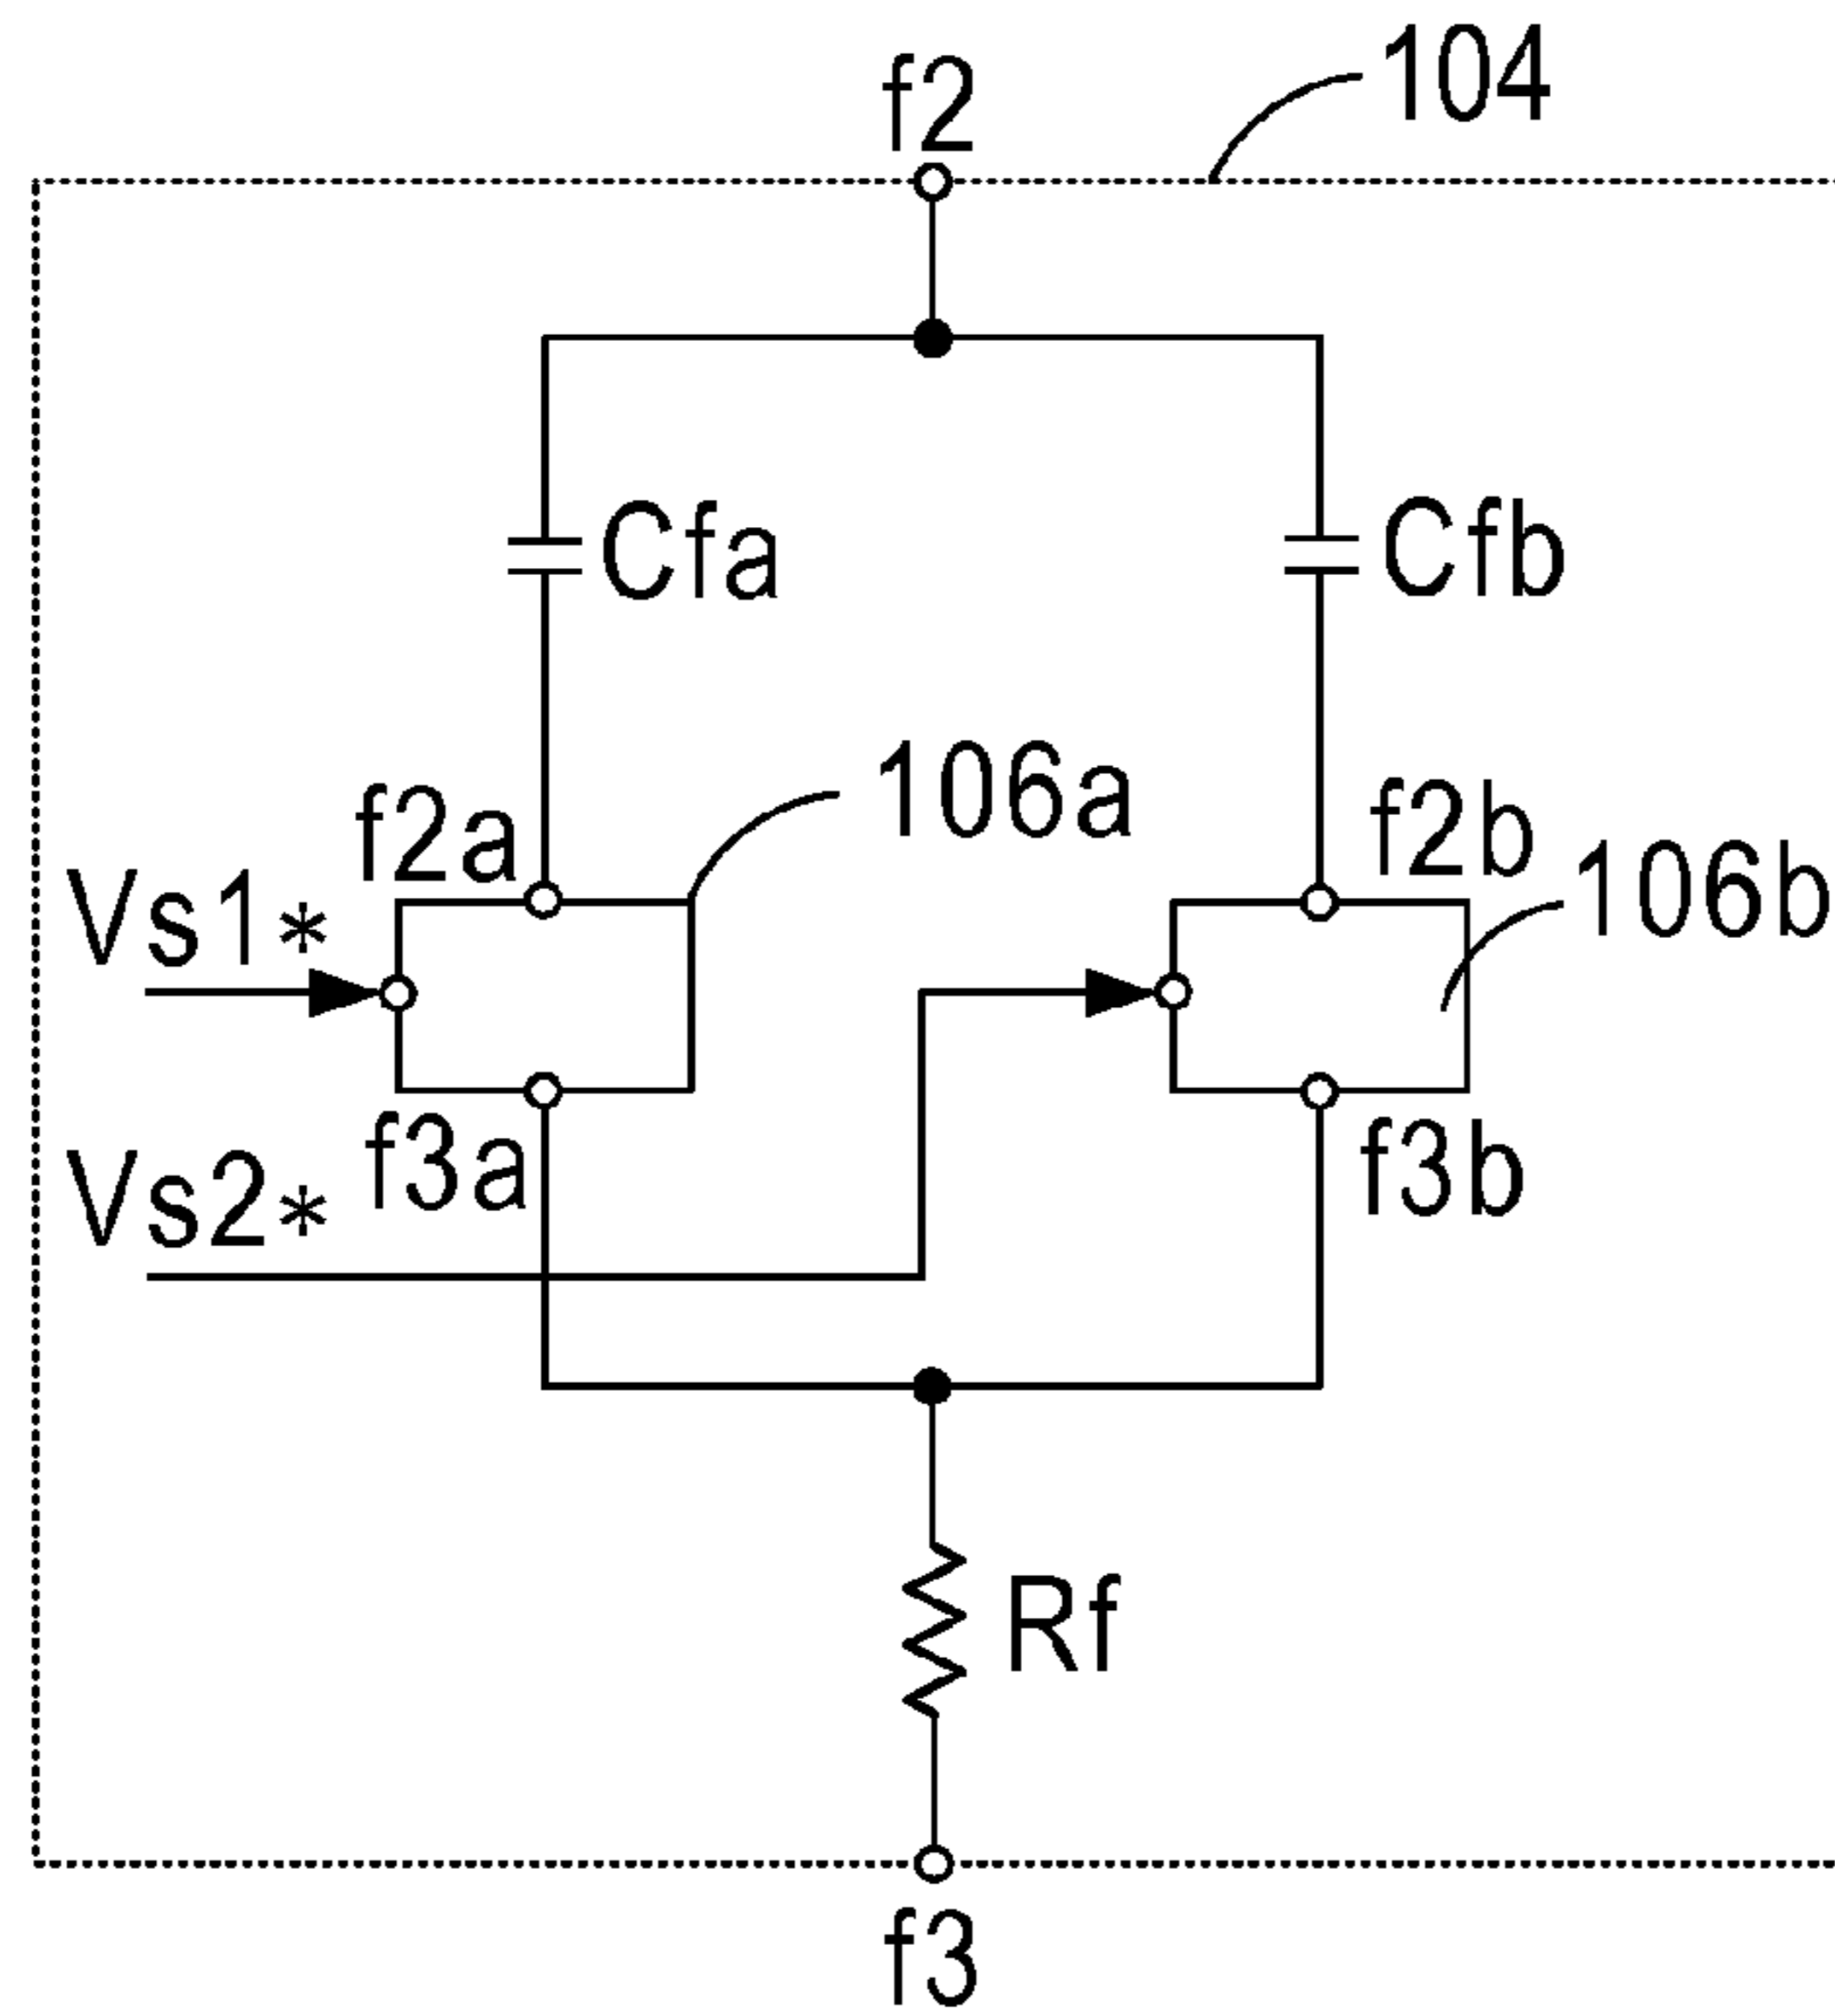 104
f2
Cfa
Cfb
106a
f2a
f2b
106b
Vs1*
f3a
f3b
Vs2*
Rf
f3